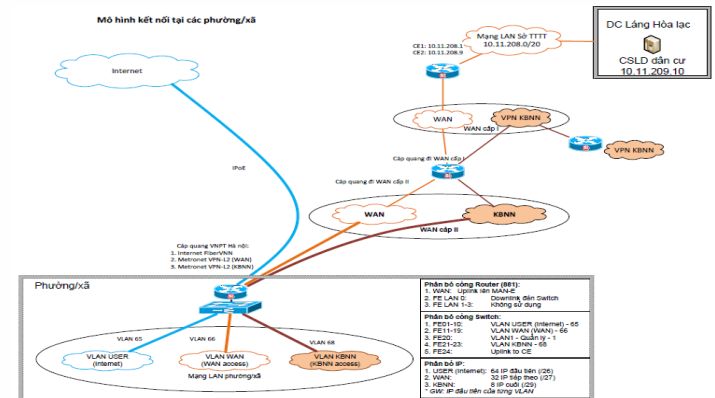 Mô hình kết nối tại các phường/xã
Internet
CE1: 10.11.208.1
CE2: 10.11.208.9
Mạng LAN Sở TTTT
10.11.208.0/20
DC Láng Hòa lạc
CSLD dân cư
10.11.209.10
WAN
VPN KBNN
WAN cấp I
VPN KBNN
Cáp quang đi WAN cấp I
IPoE
Cáp quang đi WAN cấp II
WAN
KBNN
WAN cấp II
Cáp quang VNPT Hà nội:
1. Internet FiberVNN
2. Metronet VPN-L2 (WAN)
3. Metronet VPN-L2 (KBNN)
Phường/xã
VLAN 65
VLAN 66
VLAN 68
VLAN USER
(Internet)
VLAN WAN
(WAN access)
VLAN KBNN
(KBNN access)
Mạng LAN phường/xã
Phân bổ cổng Router (881):
1. WAN: Uplink lên MAN-E
2. FE LAN 0: Downlink đến Switch
3. FE LAN 1-3: Không sử dụng
Phân bổ cổng Switch:
1. FE01-10: VLAN USER (Internet) - 65
2. FE11-19: VLAN WAN (WAN) - 66
3. FE20: VLAN1 - Quản lý - 1
4. FE21-23: VLAN KBNN - 68
5. FE24: Uplink to CE
Phân bổ IP:
1. USER (Internet): 64 IP đầu tiên (/26)
2. WAN: 32 IP tiếp theo (/27)
3. KBNN: 8 IP cuối (/29)
* GW: IP đầu tiên của từng VLAN